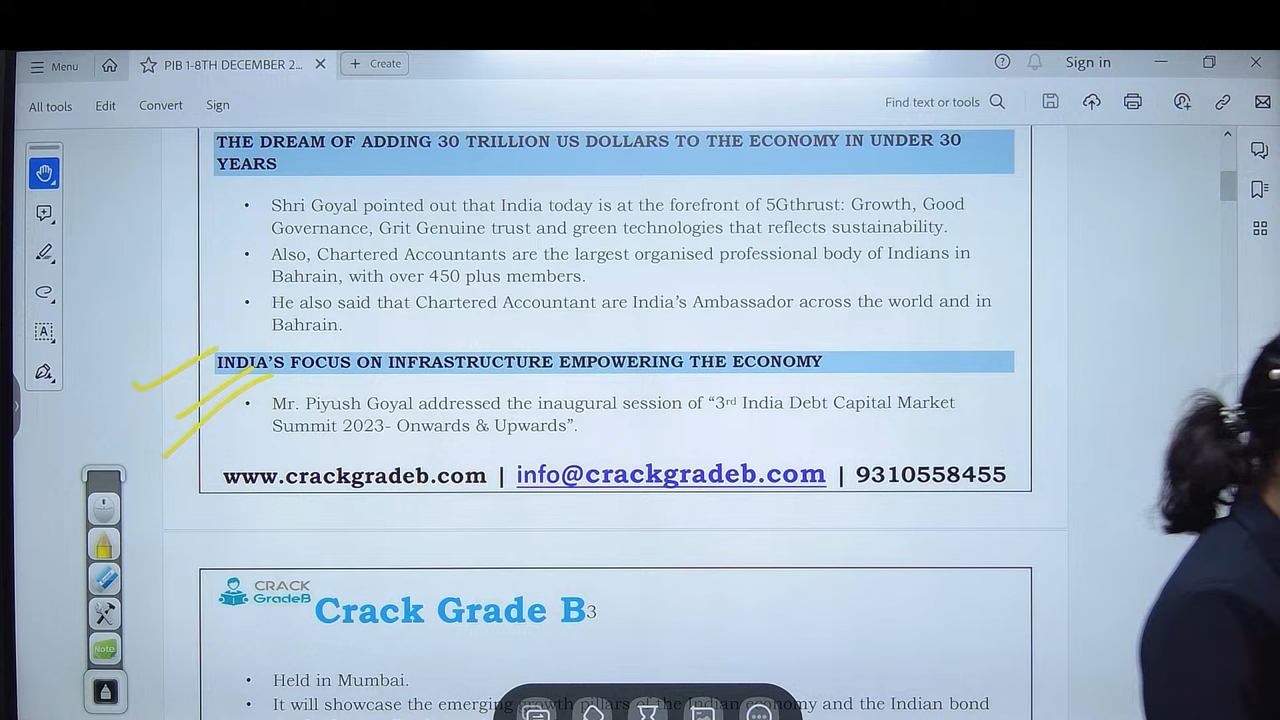 Menu
PIB 1-8TH DECEMBER 2...
Create
Sign in
All tools
Edit
Convert
Sign
Find text or tools
THE DREAM OF ADDING 30 TRILLION US DOLLARS TO THE ECONOMY IN UNDER 30
YEARS
• Shri Goyal pointed out that India today is at the forefront of 5Gthrust: Growth, Good
Governance, Grit Genuine trust and green technologies that reflects sustainability.
• Also, Chartered Accountants are the largest organised professional body of Indians in
Bahrain, with over 450 plus members.
• He also said that Chartered Accountant are India's Ambassador across the world and in
Bahrain.
INDIA'S FOCUS ON INFRASTRUCTURE EMPOWERING THE ECONOMY
• Mr. Piyush Goyal addressed the inaugural session of “3rd India Debt Capital Market
Summit 2023- Onwards & Upwards”.
www.crackgradeb.com | info@crackgradeb.com | 9310558455
Note
CRACK
GradeB
Crack Grade B3
• Held in Mumbai.
• It will showcase the emerging growth pillars of the Indian economy and the Indian bond